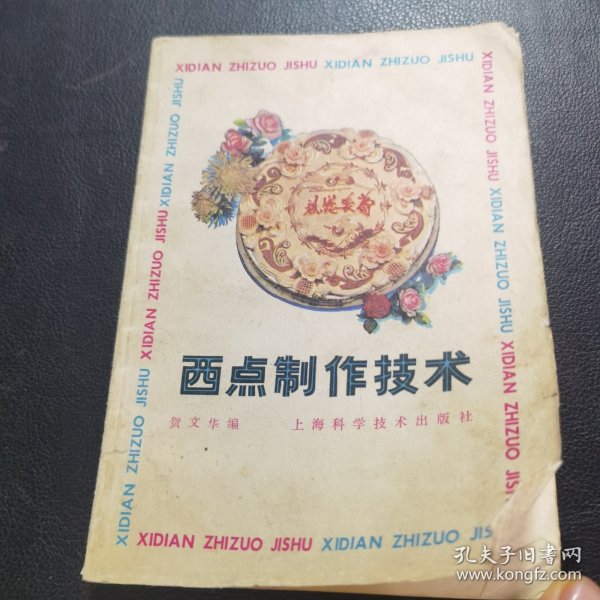 XIDIAN ZHIZUO JISHU XIDIAN ZHIZUO JISHU
XIDIAN ZHIZUO JISHU XIDIAN ZHIZUO JISHU XIDIAN ZHIZUO JISHU
XIDIAN ZHIZUO JISHU XIDIAN ZHIZUO JISHU XIDIAN ZHIZUO JIS
西点制作技术
贺文华编 上海科学技术出版社
XIDIAN ZHIZUO JISHU XIDIAN ZHIZUO JIS
孔夫子旧书网
www.kongfz.com